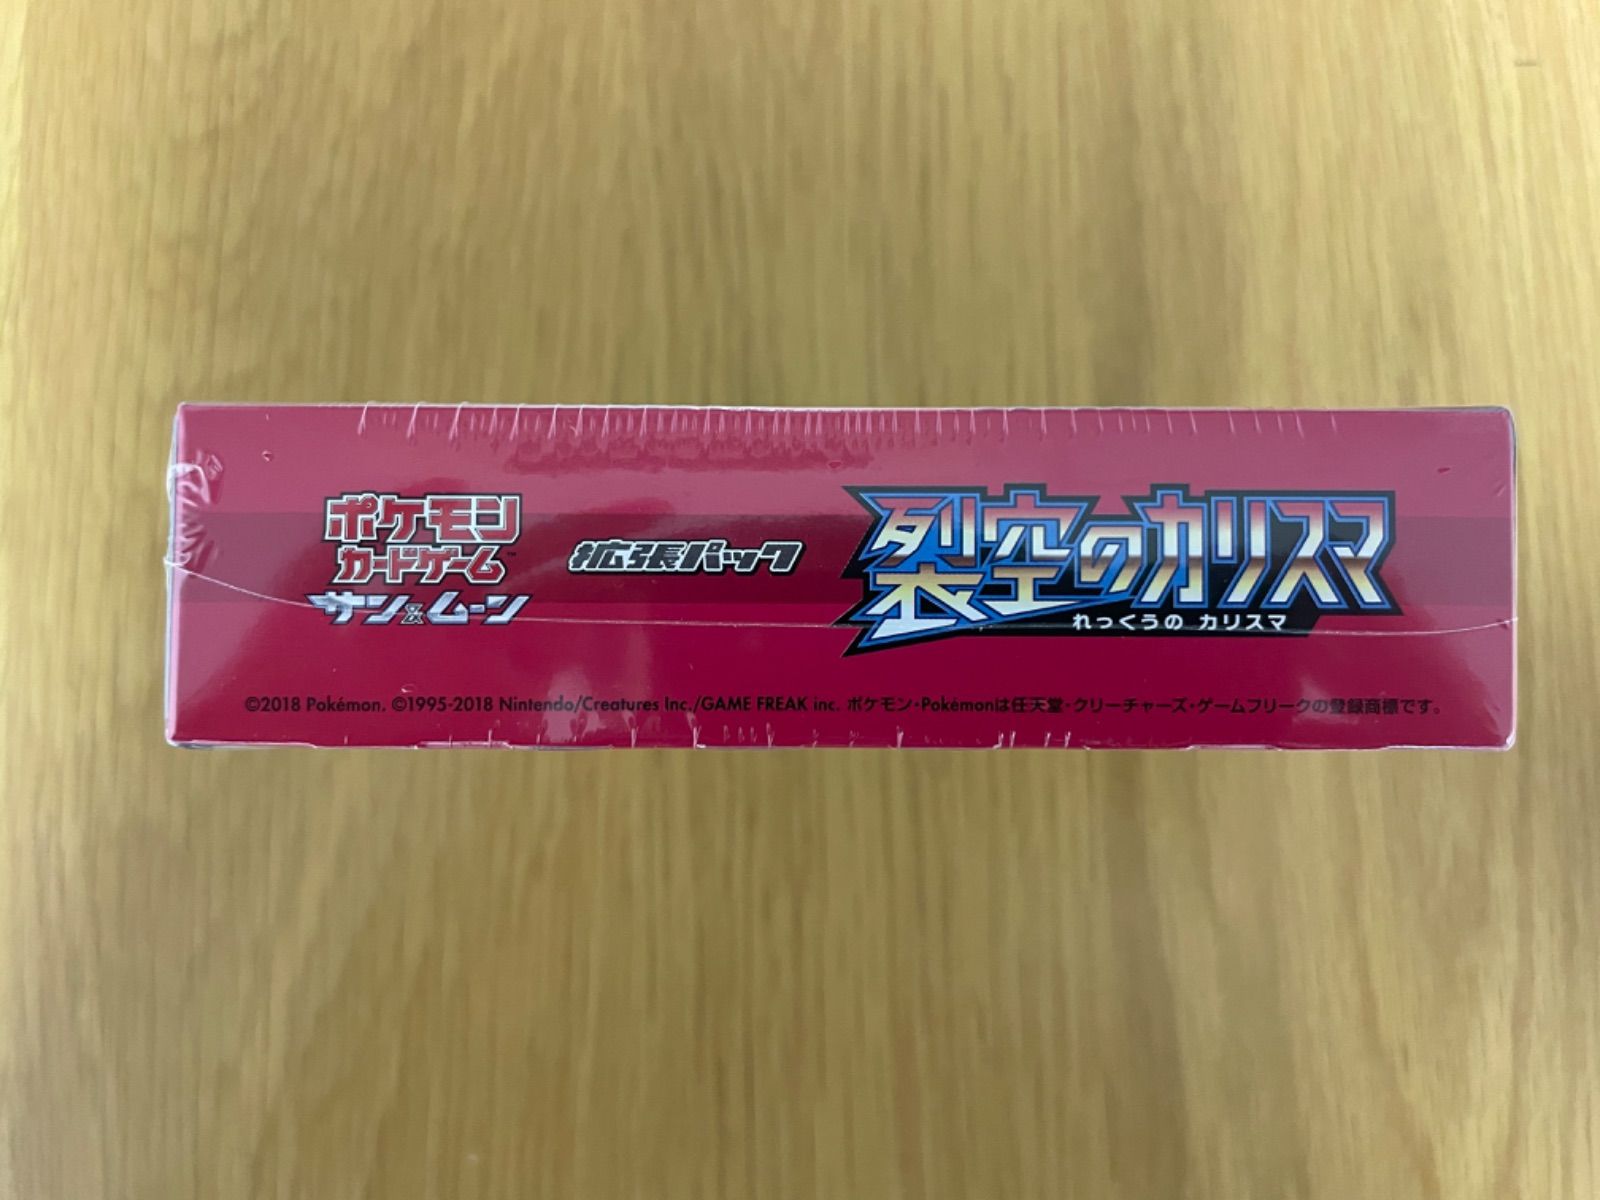 ポケモン
カードゲーム™
サン&ムーン
拡張パック
裂空のカリスマ
れっくうの カリスマ
©2018 Pokémon. ©1995-2018 Nintendo/Creatures Inc./GAME FREAK inc. ポケモン・Pokémonは任天堂・クリーチャーズ・ゲームフリークの登録商標です。